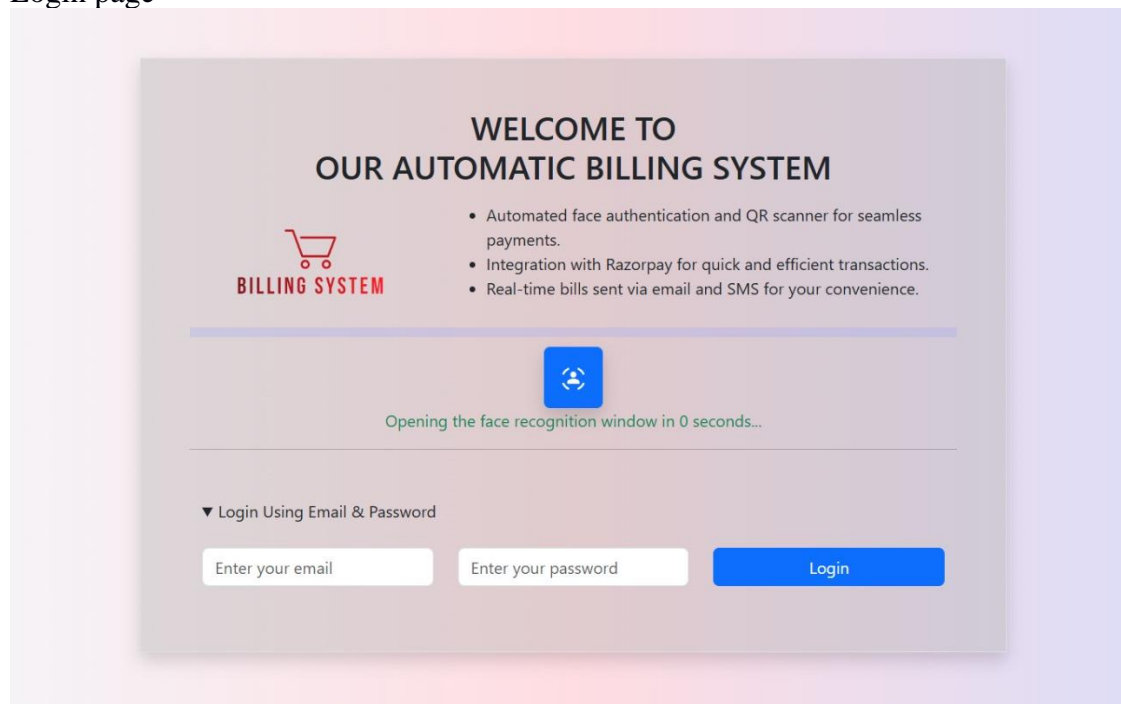 Login page
WELCOME TO
OUR AUTOMATIC BILLING SYSTEM
• Automated face authentication and QR scanner for seamless
payments.
• Integration with Razorpay for quick and efficient transactions.
• Real-time bills sent via email and SMS for your convenience.
BILLING SYSTEM
Opening the face recognition window in 0 seconds...
▼ Login Using Email & Password
Enter your email
Enter your password
Login